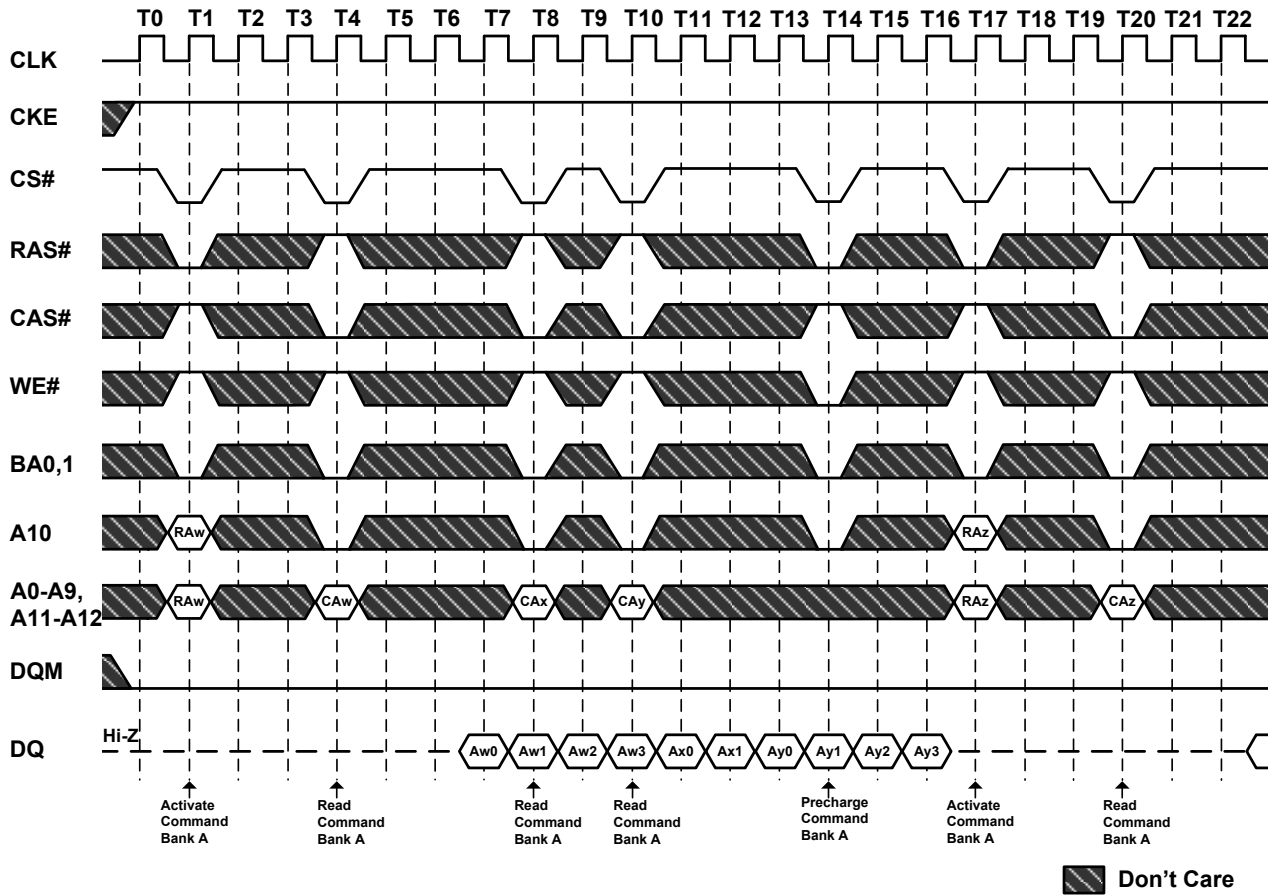 T0 T1 T2 T3 T4 T5 T6 T7 T8 T9 T10 T11 T12 T13 T14 T15 T16 T17 T18 T19 T20 T21 T22
CLK
CKE
CS#
RAS#
CAS#
WE#
BA0,1
A10 RAw RAz
A0-A9,
A11-A12 RAw CAw CAx CAy RAz CAz
DQM
DQ Hi-Z Aw0 Aw1 Aw2 Aw3 Ax0 Ax1 Ay0 Ay1 Ay2 Ay3
Activate
Command
Bank A
Read
Command
Bank A
Read
Command
Bank A
Read
Command
Bank A
Precharge
Command
Bank A
Activate
Command
Bank A
Read
Command
Bank A
Don't Care